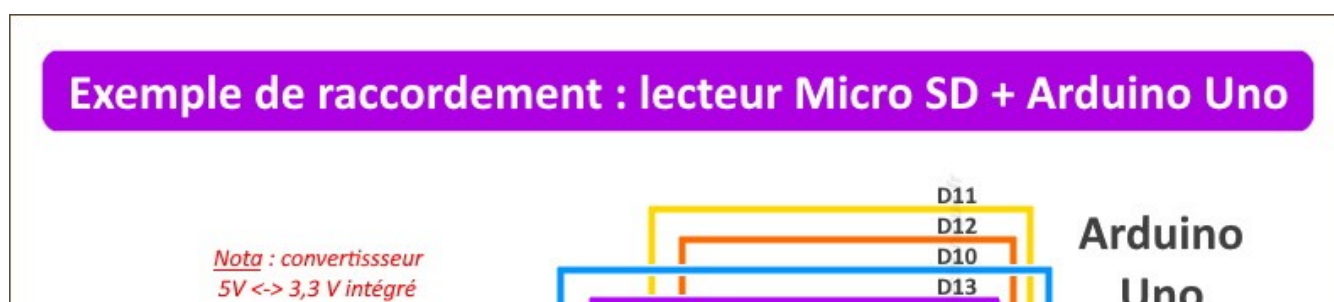 Exemple de raccordement : lecteur Micro SD + Arduino Uno
D11
D12
D10
D13
Nota : convertissseur
5V <-> 3,3 V intégré
Arduino
Uno